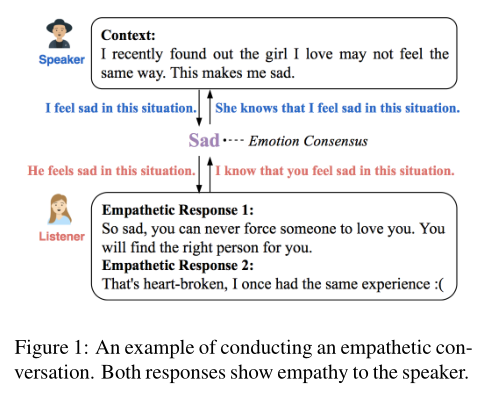 Context:
I recently found out the girl I love may not feel the
same way. This makes me sad.
Speaker
I feel sad in this situation. She knows that I feel sad in this situation.
Sad ···· Emotion Consensus
He feels sad in this situation. I know that you feel sad in this situation.
Empathetic Response 1:
So sad, you can never force someone to love you. You
will find the right person for you.
Listener
Empathetic Response 2:
That's heart-broken, I once had the same experience :(
Figure 1: An example of conducting an empathetic con-
versation. Both responses show empathy to the speaker.